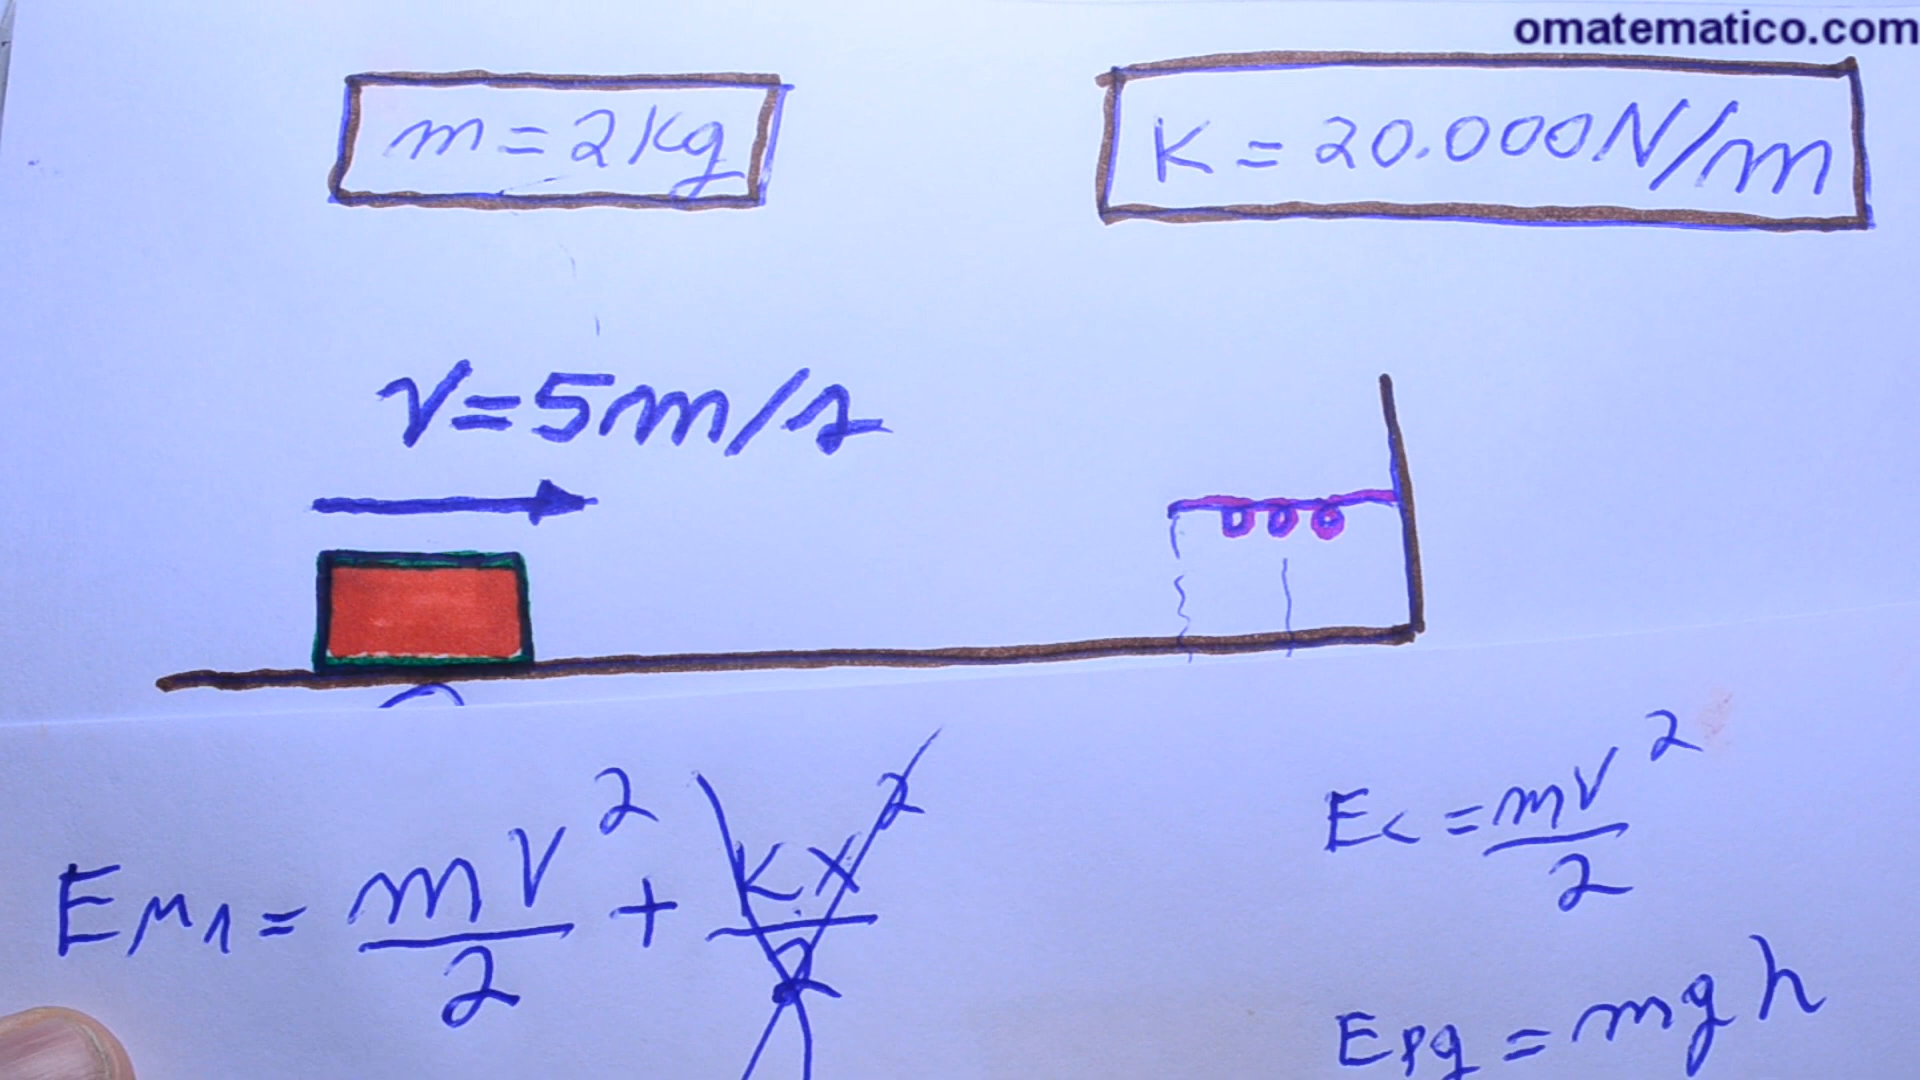 omatematico.com
m = 2kg
K = 20.000N/m
V = 5m/s
EM1 = mV²/2 + Kx²/2
Ec = mV²/2
Epg = mgh